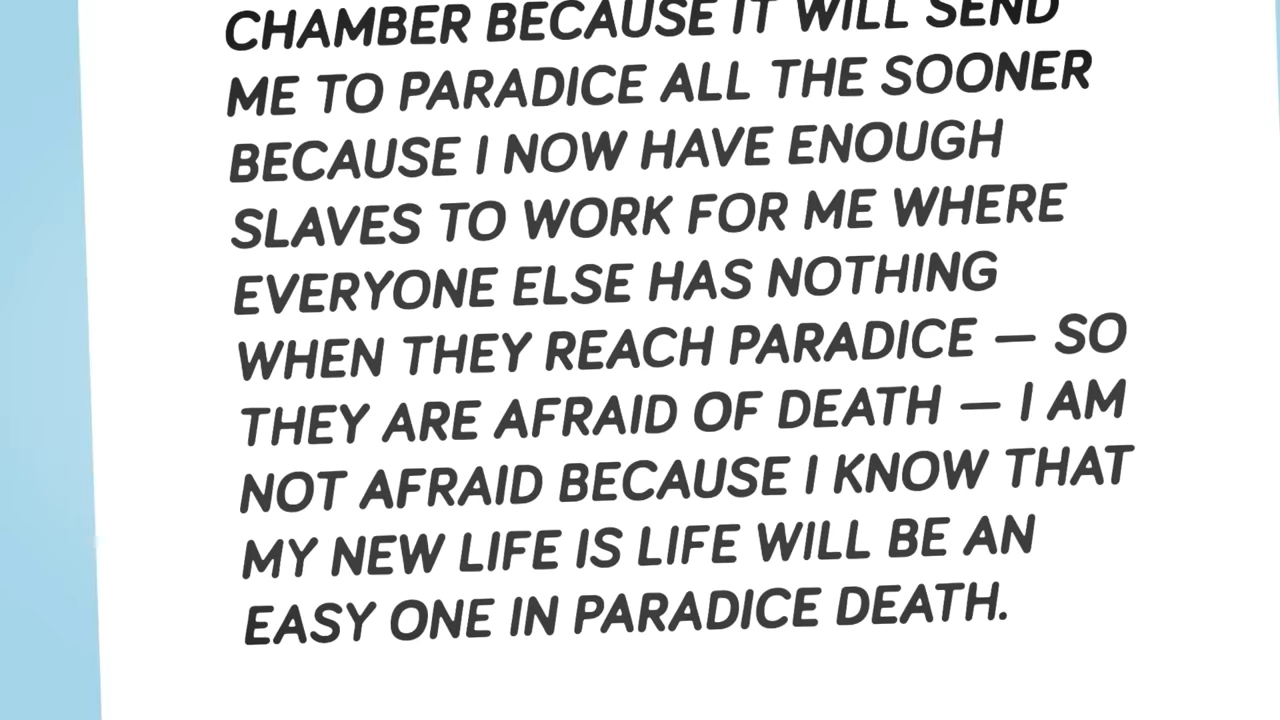 CHAMBER BECAUSE IT WILL SEND
ME TO PARADICE ALL THE SOONER
BECAUSE I NOW HAVE ENOUGH
SLAVES TO WORK FOR ME WHERE
EVERYONE ELSE HAS NOTHING
WHEN THEY REACH PARADICE — SO
THEY ARE AFRAID OF DEATH — I AM
NOT AFRAID BECAUSE I KNOW THAT
MY NEW LIFE IS LIFE WILL BE AN
EASY ONE IN PARADICE DEATH.